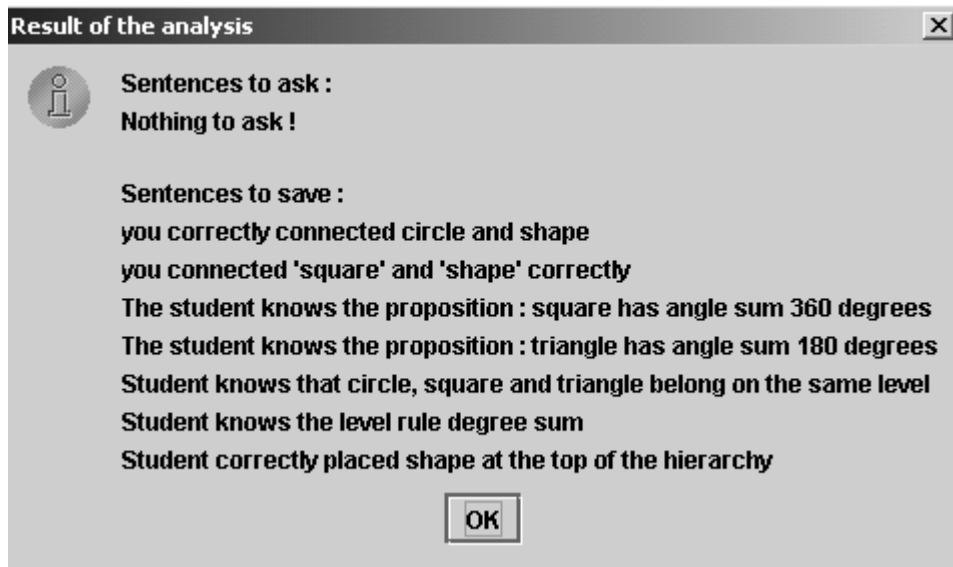 Result of the analysis
Sentences to ask :
Nothing to ask !
Sentences to save :
you correctly connected circle and shape
you connected 'square' and 'shape' correctly
The student knows the proposition : square has angle sum 360 degrees
The student knows the proposition : triangle has angle sum 180 degrees
Student knows that circle, square and triangle belong on the same level
Student knows the level rule degree sum
Student correctly placed shape at the top of the hierarchy
OK